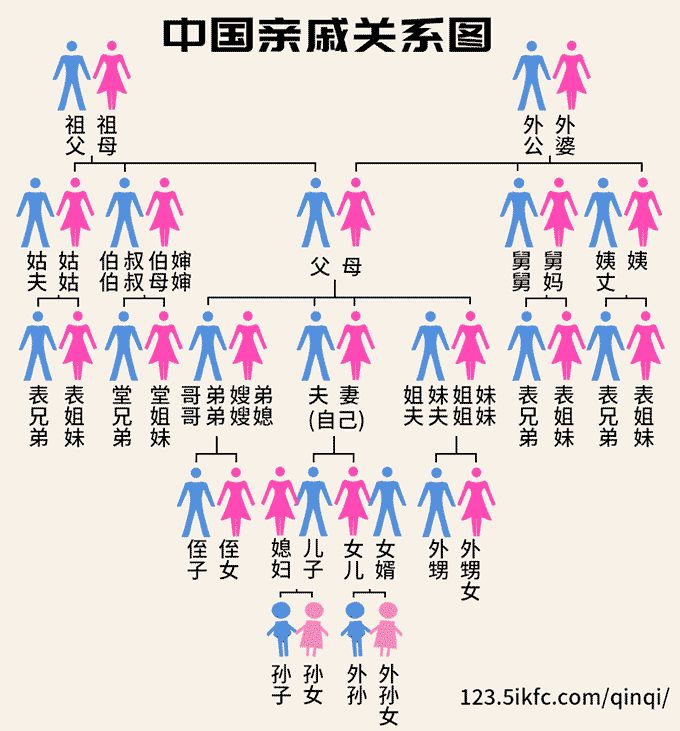 中国亲戚关系图
祖父 祖母
外公 外婆
姑夫 姑姑
伯伯 叔叔 伯母 婶婶
父 母
舅舅 舅妈
姨丈 姨
表兄弟 表姐妹
堂兄弟 堂姐妹
哥哥 弟弟 嫂嫂 弟媳
夫 妻
(自己)
姐夫 妹夫 姐姐 妹妹
表兄弟 表姐妹
表兄弟 表姐妹
侄子 侄女
媳妇 儿子
女儿 女婿
外甥 外甥女
孙子 孙女
外孙 外孙女
123.5ikfc.com/qinqi/